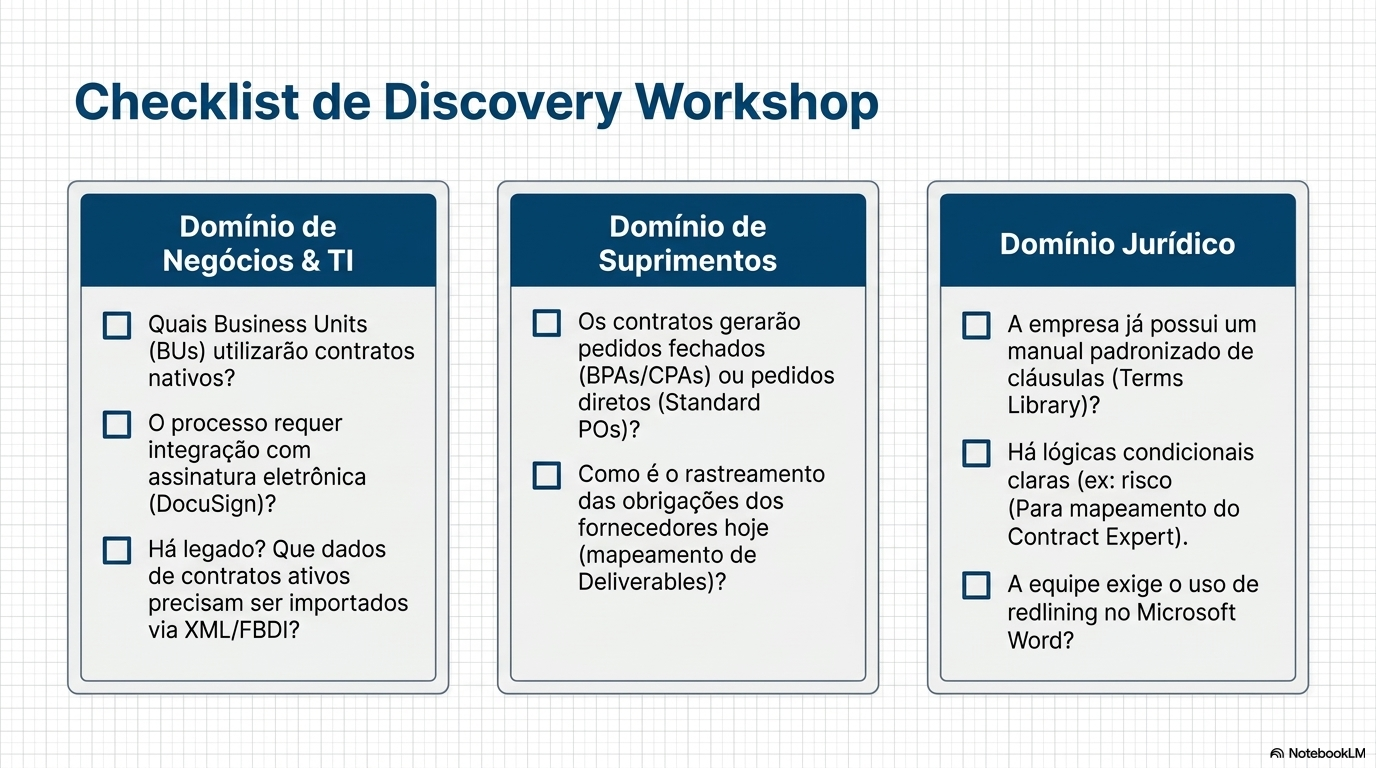 Checklist de Discovery Workshop
Domínio de
Negócios & TI
Quais Business Units
(BUs) utilizarão contratos
nativos?
O processo requer
integração com
assinatura eletrônica
(DocuSign)?
Há legado? Que dados
de contratos ativos
precisam ser importados
via XML/FBDI?
Domínio de
Suprimentos
Os contratos gerarão
pedidos fechados
(BPAs/CPAs) ou pedidos
diretos (Standard
POs)?
Como é o rastreamento
das obrigações dos
fornecedores hoje
(mapeamento de
Deliverables)?
Domínio Jurídico
A empresa já possui um
manual padronizado de
cláusulas (Terms
Library)?
Há lógicas condicionais
claras (ex: risco
(Para mapeamento do
Contract Expert).
A equipe exige o uso de
redlining no Microsoft
Word?
NotebookLM